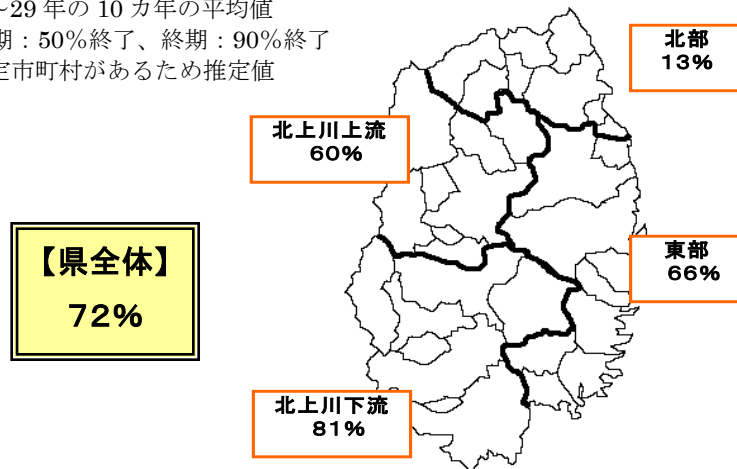 ~29 年の 10 カ年の平均値
期：50％終了、終期：90％終了
定市町村があるため推定値
北部
13%
北上川上流
60%
【県全体】
72%
東部
66%
北上川下流
81%